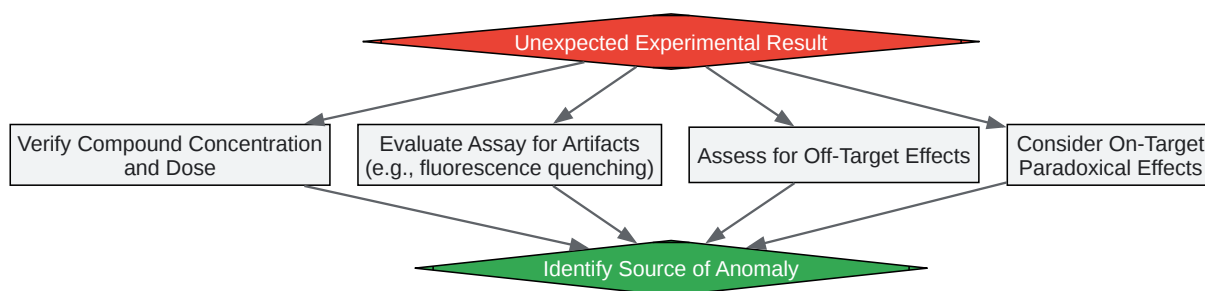 Unexpected Experimental Result
Verify Compound Concentration
and Dose
Evaluate Assay for Artifacts
(e.g., fluorescence quenching)
Assess for Off-Target Effects
Consider On-Target
Paradoxical Effects
Identify Source of Anomaly